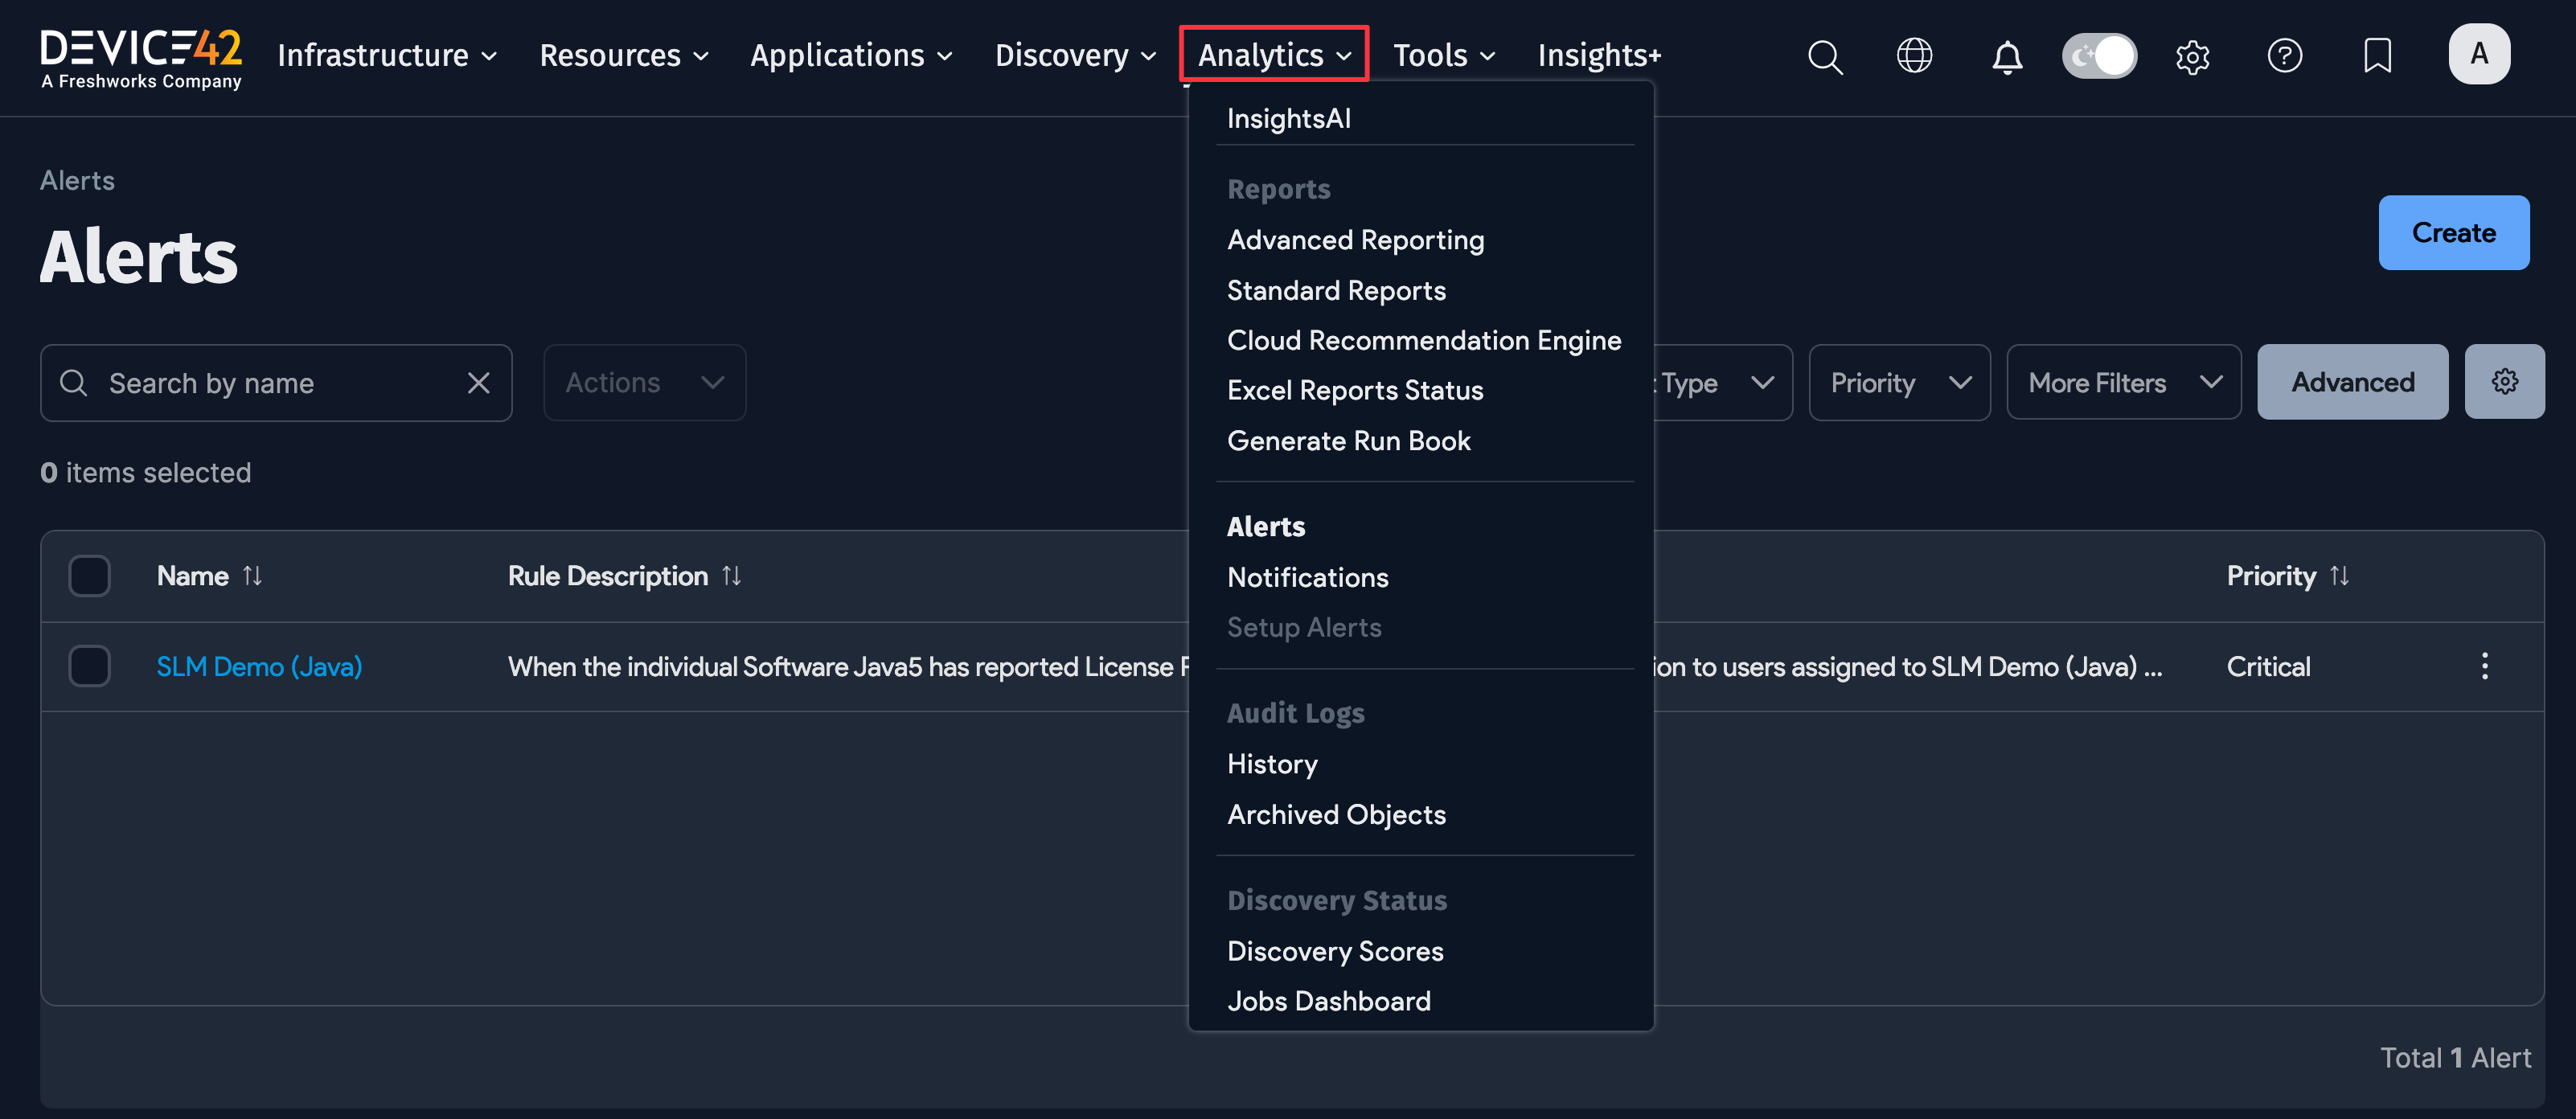 DEVICE42
A Freshworks Company
Infrastructure
Resources
Applications
Discovery
Analytics
Tools
Insights+
A
InsightsAI
Reports
Advanced Reporting
Standard Reports
Cloud Recommendation Engine
Excel Reports Status
Generate Run Book
Alerts
Notifications
Setup Alerts
Audit Logs
History
Archived Objects
Discovery Status
Discovery Scores
Jobs Dashboard
Alerts
Alerts
Create
Search by name
Actions
Type
Priority
More Filters
Advanced
0 items selected
Name
Rule Description
Priority
SLM Demo (Java)
When the individual Software Java5 has reported License
to users assigned to SLM Demo (Java) ...
Critical
Total 1 Alert